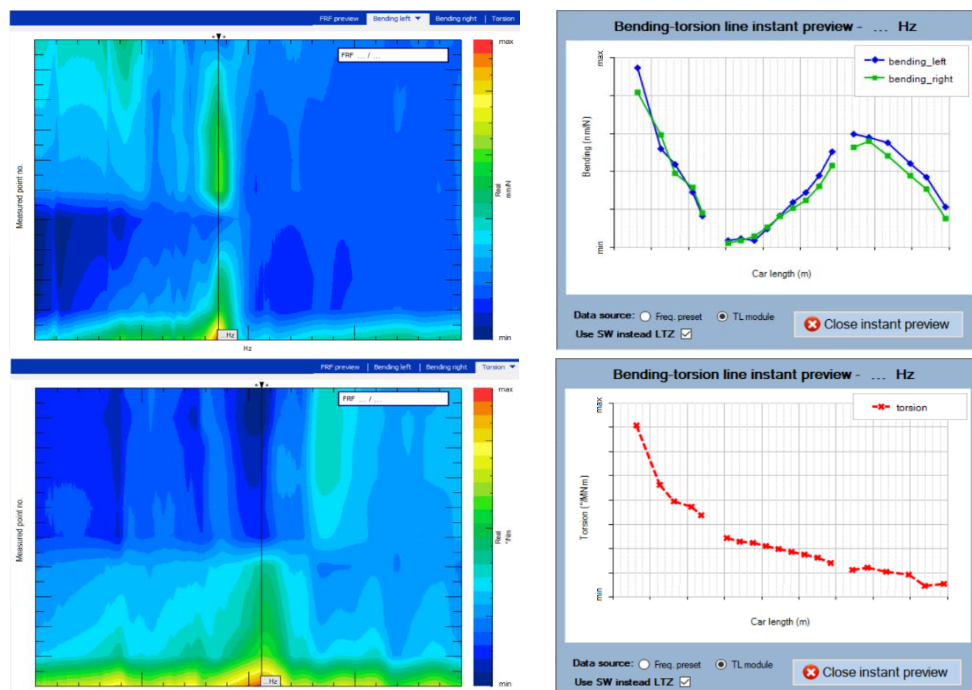 FRF preview | Bending left | Bending right | Torsion
FRF ... / ...
max
Measured point no.
Real
mm/N
...Hz
min
Hz
Bending-torsion line instant preview - ... Hz
max
bending_left
bending_right
Bending (nm/N)
min
Car length (m)
Data source: Freq. preset TL module
Use SW instead LTZ
Close instant preview
FRF preview | Bending left | Bending right | Torsion
max
FRF ... / ...
Measured point no.
Real
°/Nm
...Hz
min
Bending-torsion line instant preview - ... Hz
max
torsion
Torsion (°/MNm)
min
Car length (m)
Data source: Freq. preset TL module
Use SW instead LTZ
Close instant preview